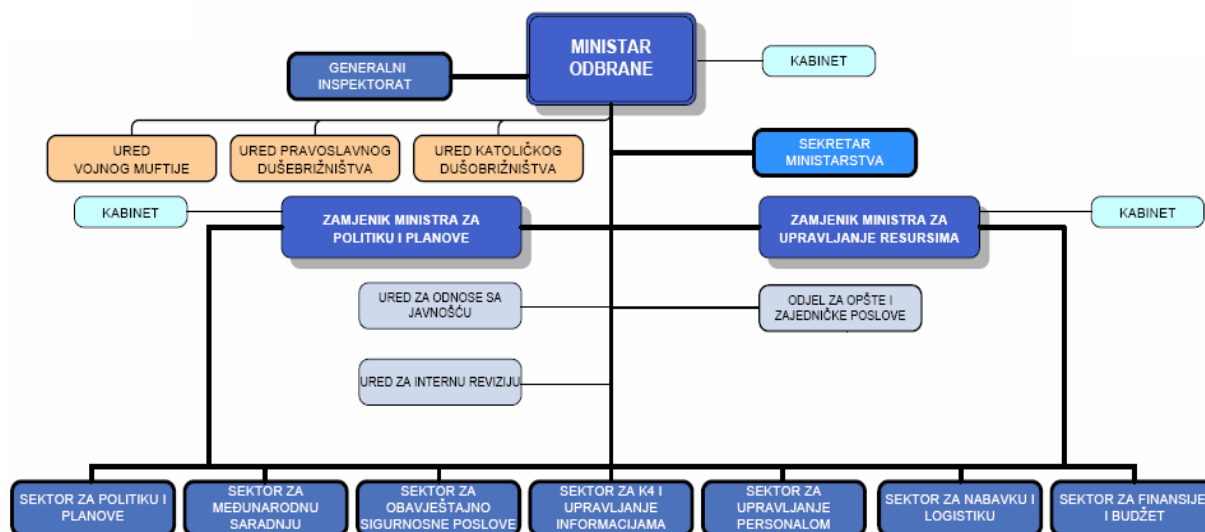 MINISTAR
ODBRANE
KABINET
GENERALNI
INSPEKTORAT
URED
VOJNOG MUFTIJE
URED PRAVOSLAVNOG
DUŠEBRIŽNIŠTVA
URED KATOLIČKOG
DUŠOBRIŽNIŠTVA
SEKRETAR
MINISTARSTVA
KABINET
ZAMJENIK MINISTRA ZA
POLITIKU I PLANOVE
ZAMJENIK MINISTRA ZA
UPRAVLJANJE RESURSIMA
KABINET
URED ZA ODNOSE SA
JAVNOŠĆU
ODJEL ZA OPŠTE I
ZAJEDNIČKE POSLOVE
URED ZA INTERNU REVIZIJU
SEKTOR ZA POLITIKU I
PLANOVE
SEKTOR ZA
MEĐUNARODNU
SARADNJU
SEKTOR ZA
OBAVJEŠTAJNO
SIGURNOSNE POSLOVE
SEKTOR ZA K4 I
UPRAVLJANJE
INFORMACIJAMA
SEKTOR ZA
UPRAVLJANJE
PERSONALOM
SEKTOR ZA NABAVKU I
LOGISTIKU
SEKTOR ZA FINANSIJE
I BUDŽET